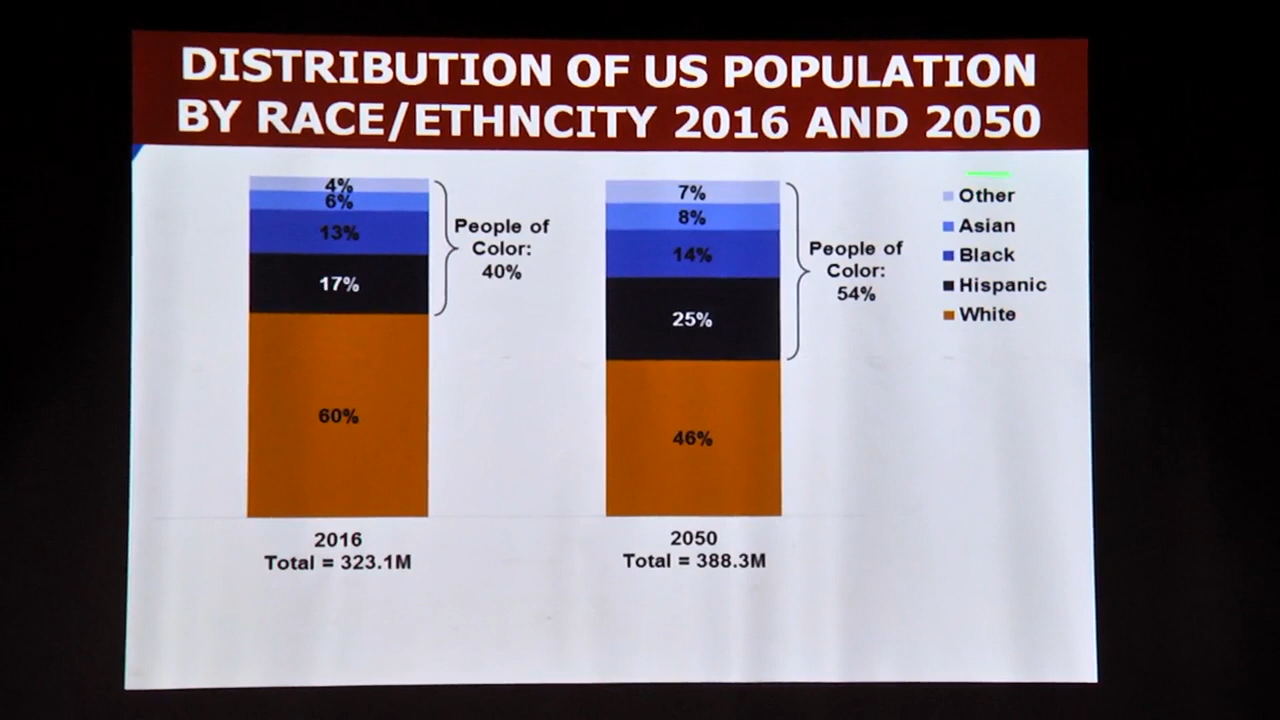 DISTRIBUTION OF US POPULATION
BY RACE/ETHNCITY 2016 AND 2050
4%
6%
13%
17%
60%
People of
Color:
40%
2016
Total = 323.1M
7%
8%
14%
25%
46%
People of
Color:
54%
2050
Total = 388.3M
Other
Asian
Black
Hispanic
White